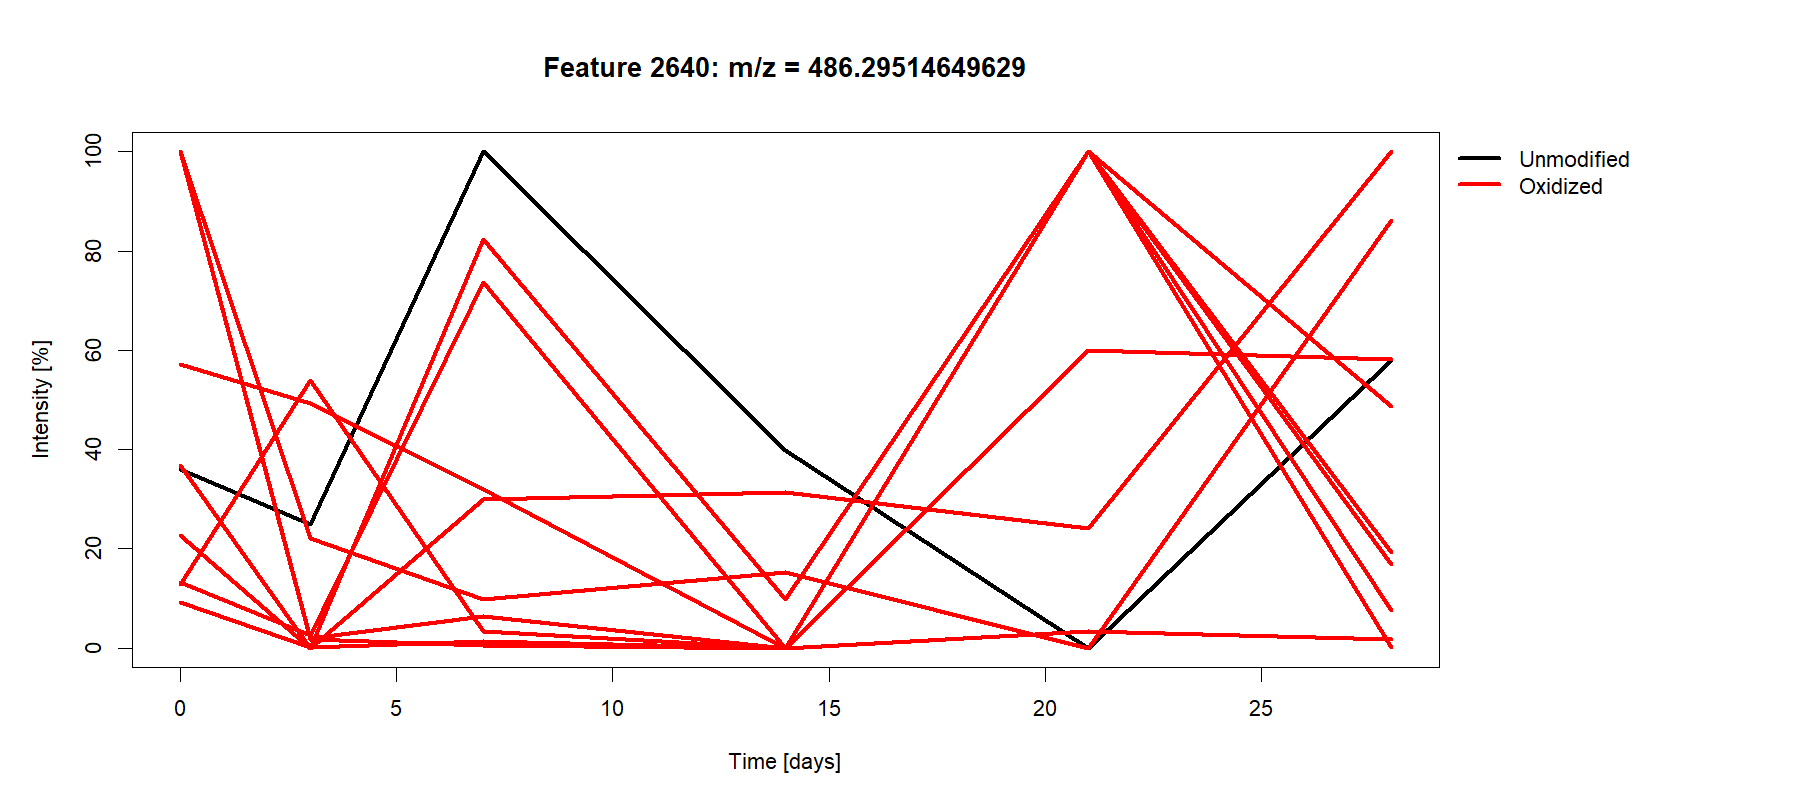 Feature 2640: m/z = 486.29514649629
100
80
60
40
20
0
Intensity [%]
0 5 10 15 20 25
Time [days]
Unmodified
Oxidized